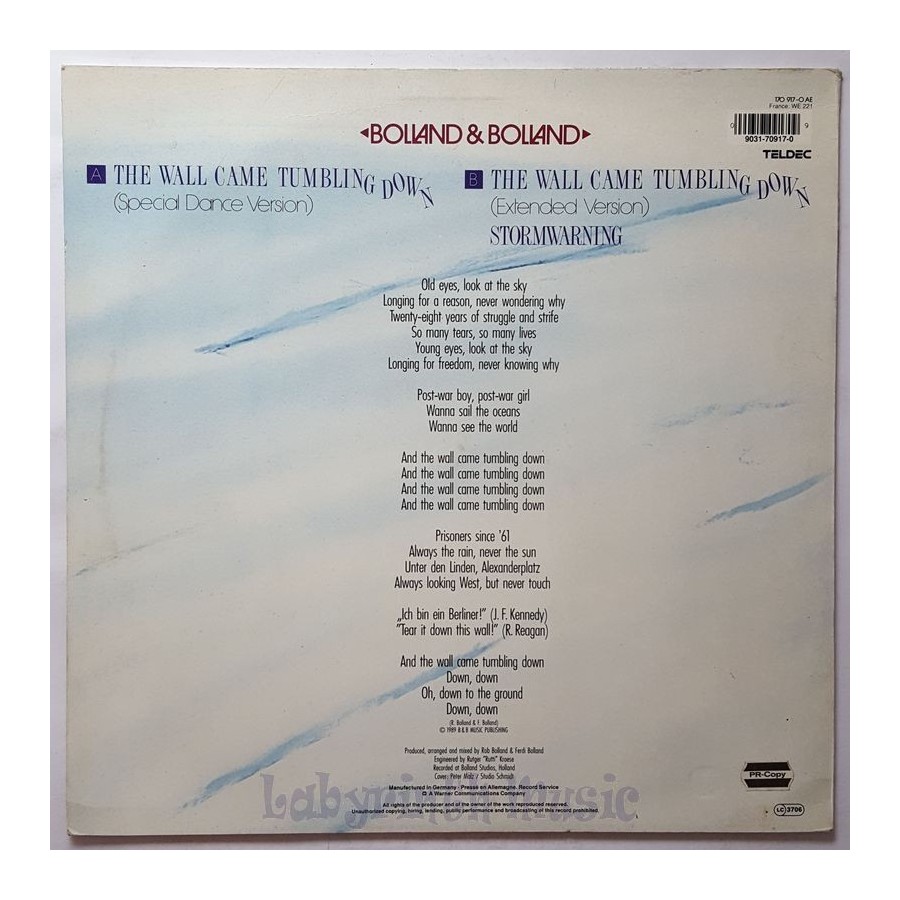 170 917-0 AE
France: WE 221
0 9
9031-70917-0
TELDEC
◄BOLLAND & BOLLAND►
A THE WALL CAME TUMBLING DOWN
(Special Dance Version)
B THE WALL CAME TUMBLING DOWN
(Extended Version)
STORMWARNING
Old eyes, look at the sky
Longing for a reason, never wondering why
Twenty-eight years of struggle and strife
So many tears, so many lives
Young eyes, look at the sky
Longing for freedom, never knowing why
Post-war boy, post-war girl
Wanna sail the oceans
Wanna see the world
And the wall came tumbling down
And the wall came tumbling down
And the wall came tumbling down
And the wall came tumbling down
Prisoners since '61
Always the rain, never the sun
Unter den Linden, Alexanderplatz
Always looking West, but never touch
„Ich bin ein Berliner!" (J. F. Kennedy)
"Tear it down this wall!" (R. Reagan)
And the wall came tumbling down
Down, down
Oh, down to the ground
Down, down
(R. Bolland & F. Bolland)
© 1989 B & B MUSIC PUBLISHING
Produced, arranged and mixed by Rob Bolland & Ferdi Bolland
Engineered by Rutger "Rutti" Kroese
Recorded at Bolland Studios, Holland
Cover: Peter Malz / Studio Schrault
Manufactured in Germany · Presse en Allemagne. Record Service
A Warner Communications Company
All rights of the producer and of the owner of the work reproduced reserved.
Unauthorized copying, hiring, lending, public performance and broadcasting of this record prohibited.
PR-Copy
LC 3706
Labyrinth Music